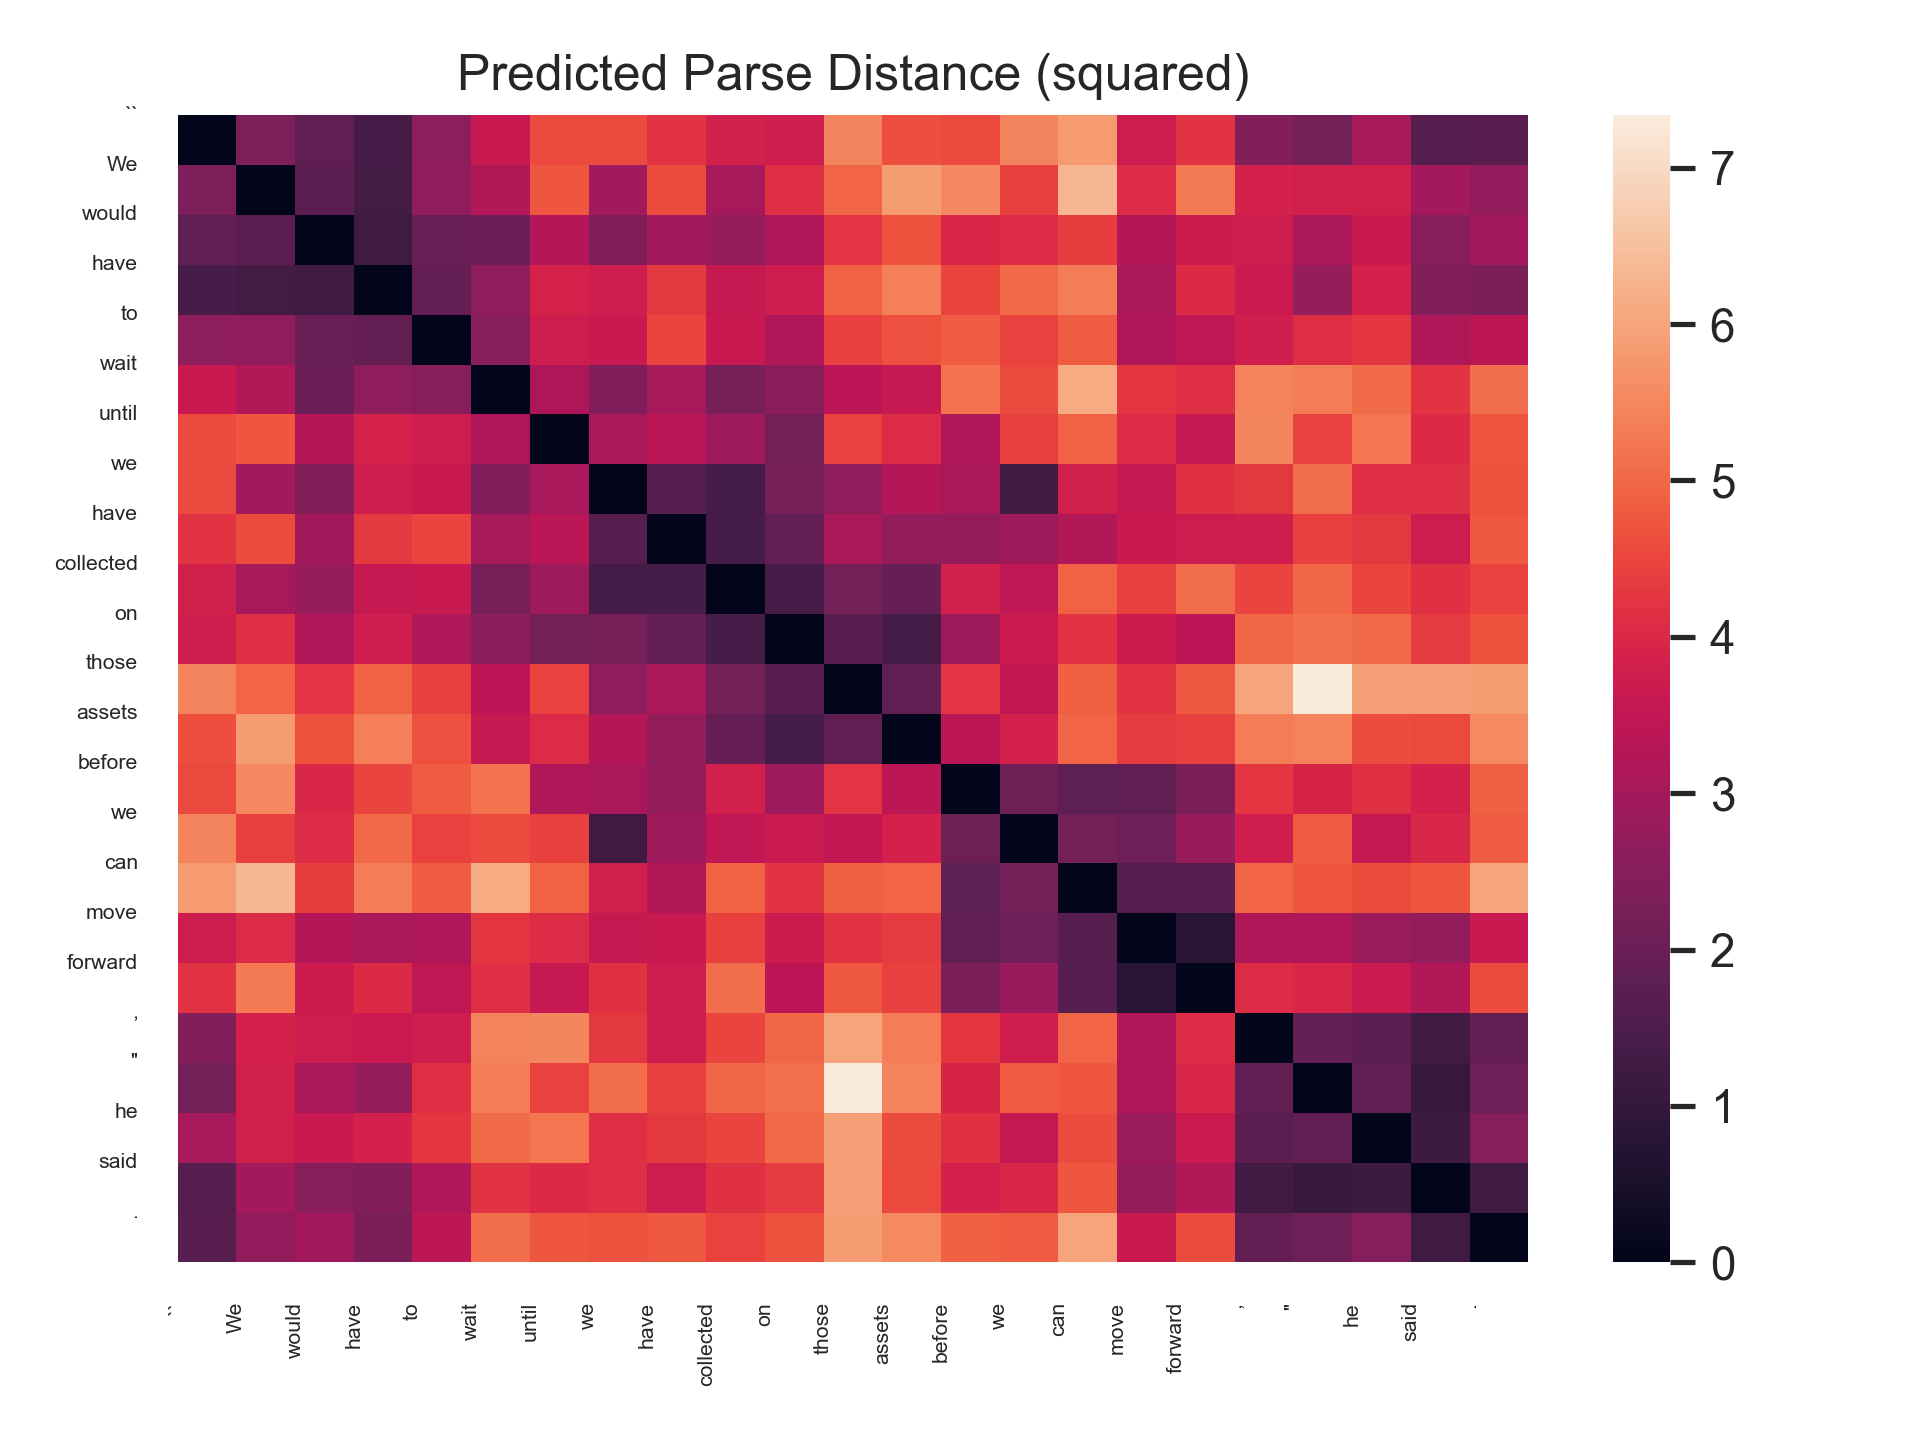 Predicted Parse Distance (squared)
``
We
would
have
to
wait
until
we
have
collected
on
those
assets
before
we
can
move
forward
,
''
he
said
.
7
6
5
4
3
2
1
0
`` We would have to wait until we have collected on those assets before we can move forward , '' he said .